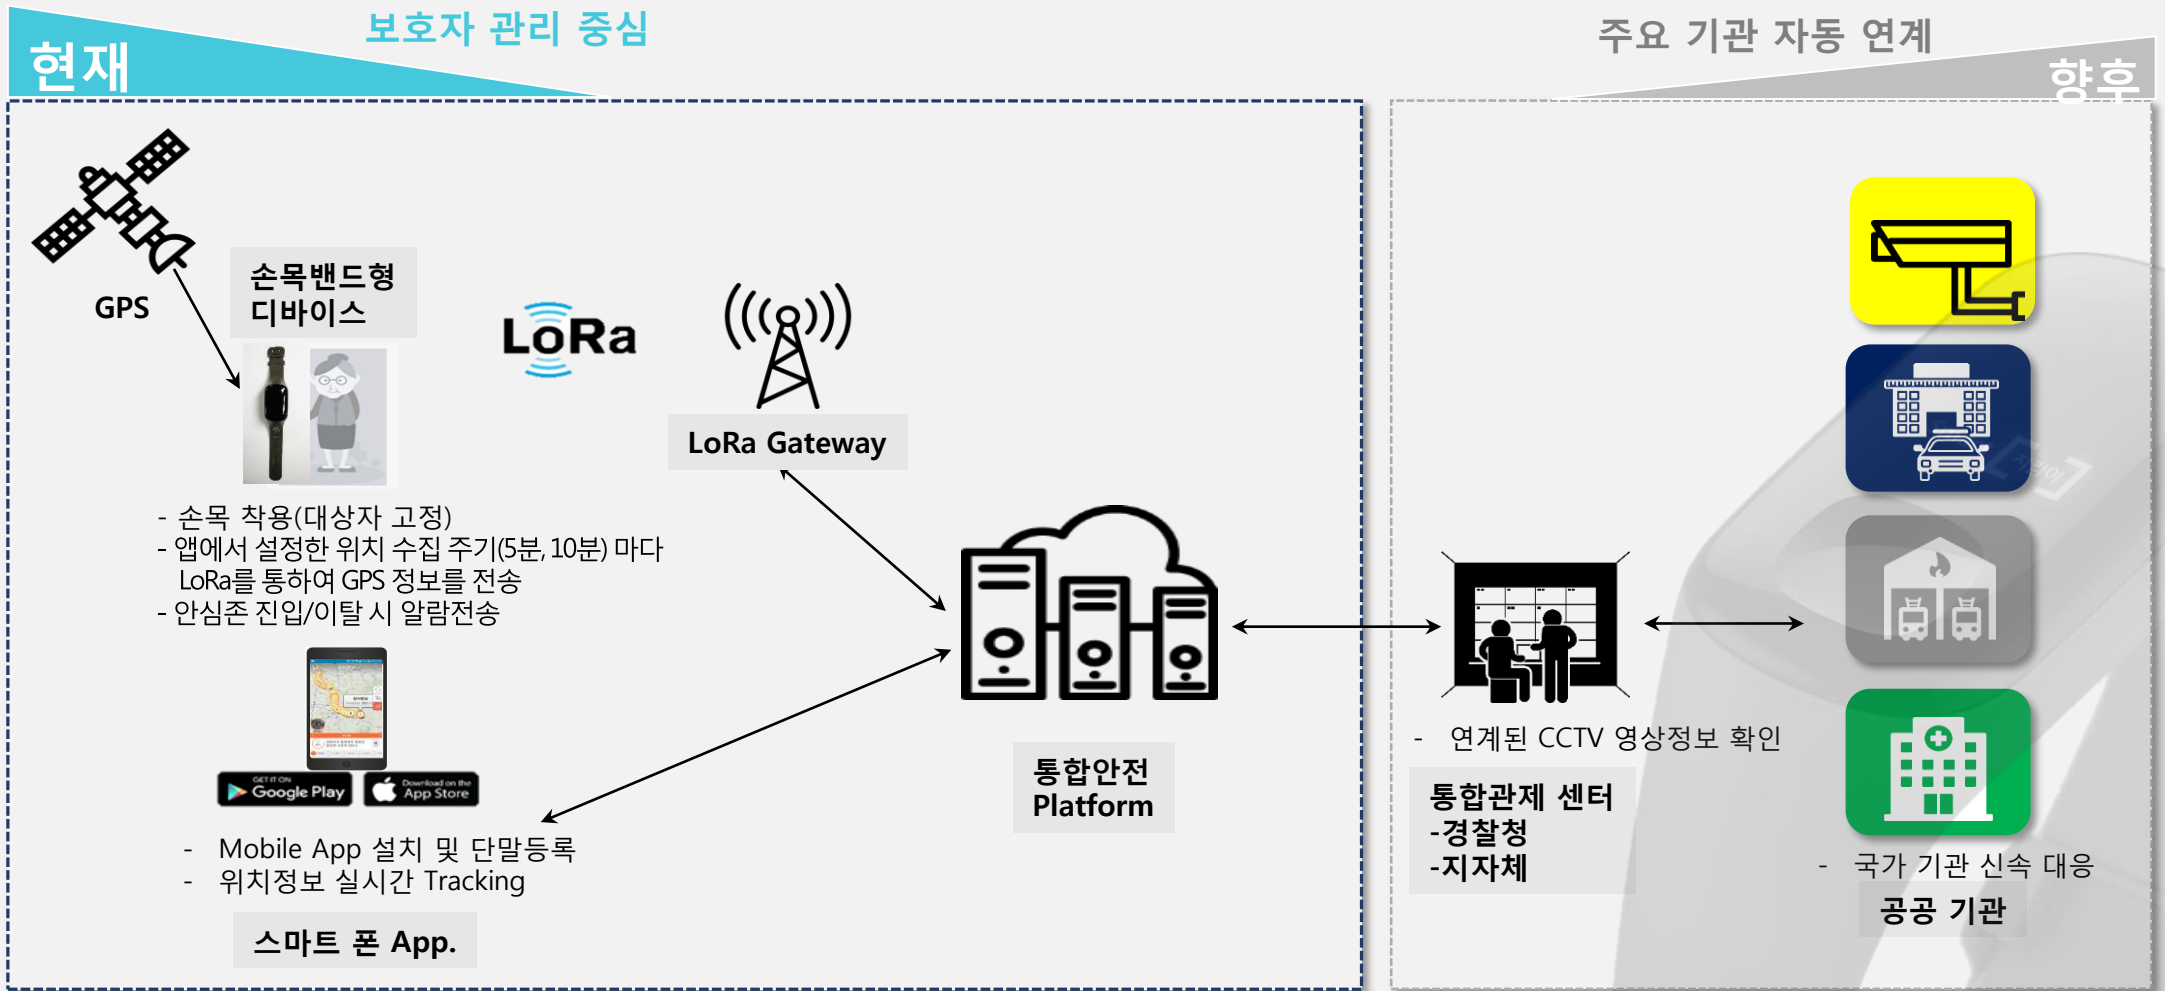 현재
보호자 관리 중심
주요 기관 자동 연계
향후
GPS
손목밴드형
디바이스
LoRa
LoRa Gateway
- 손목 착용(대상자 고정)
- 앱에서 설정한 위치 수집 주기(5분, 10분) 마다
LoRa를 통하여 GPS 정보를 전송
- 안심존 진입/이탈 시 알람전송
GET IT ON
Google Play
Download on the
App Store
- Mobile App 설치 및 단말등록
- 위치정보 실시간 Tracking
스마트 폰 App.
통합안전
Platform
- 연계된 CCTV 영상정보 확인
통합관제 센터
-경찰청
-지자체
- 국가 기관 신속 대응
공공 기관